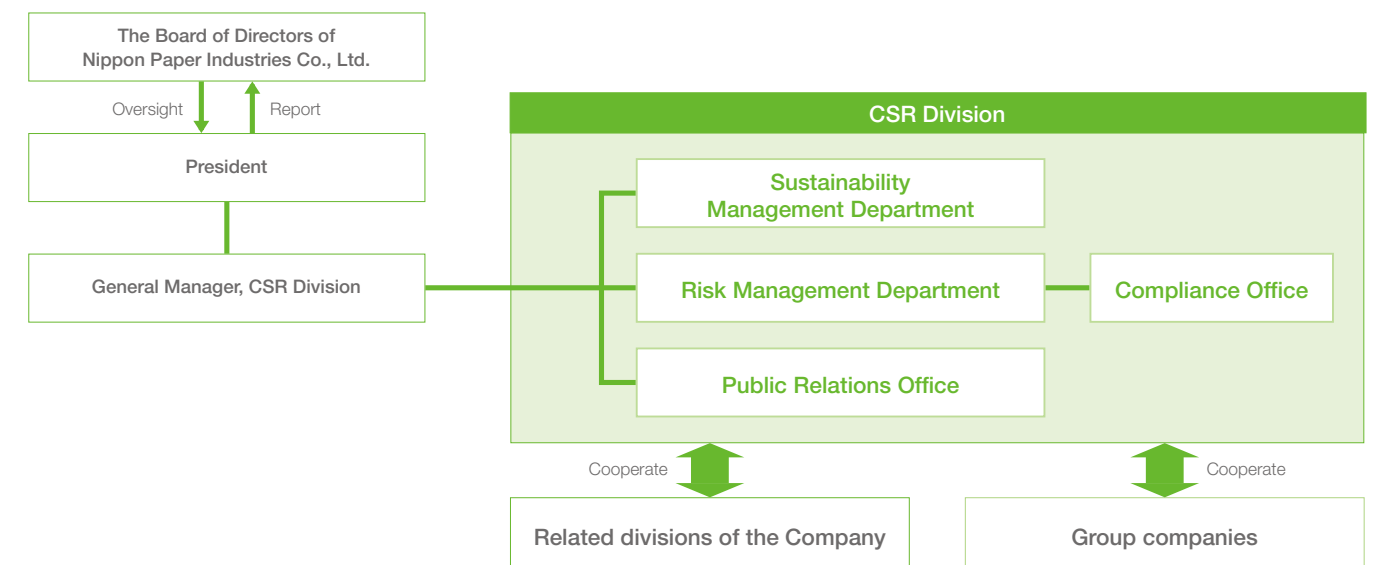 The Board of Directors of
Nippon Paper Industries Co., Ltd.
Oversight
Report
President
General Manager, CSR Division
CSR Division
Sustainability
Management Department
Risk Management Department
Compliance Office
Public Relations Office
Cooperate
Cooperate
Related divisions of the Company
Group companies